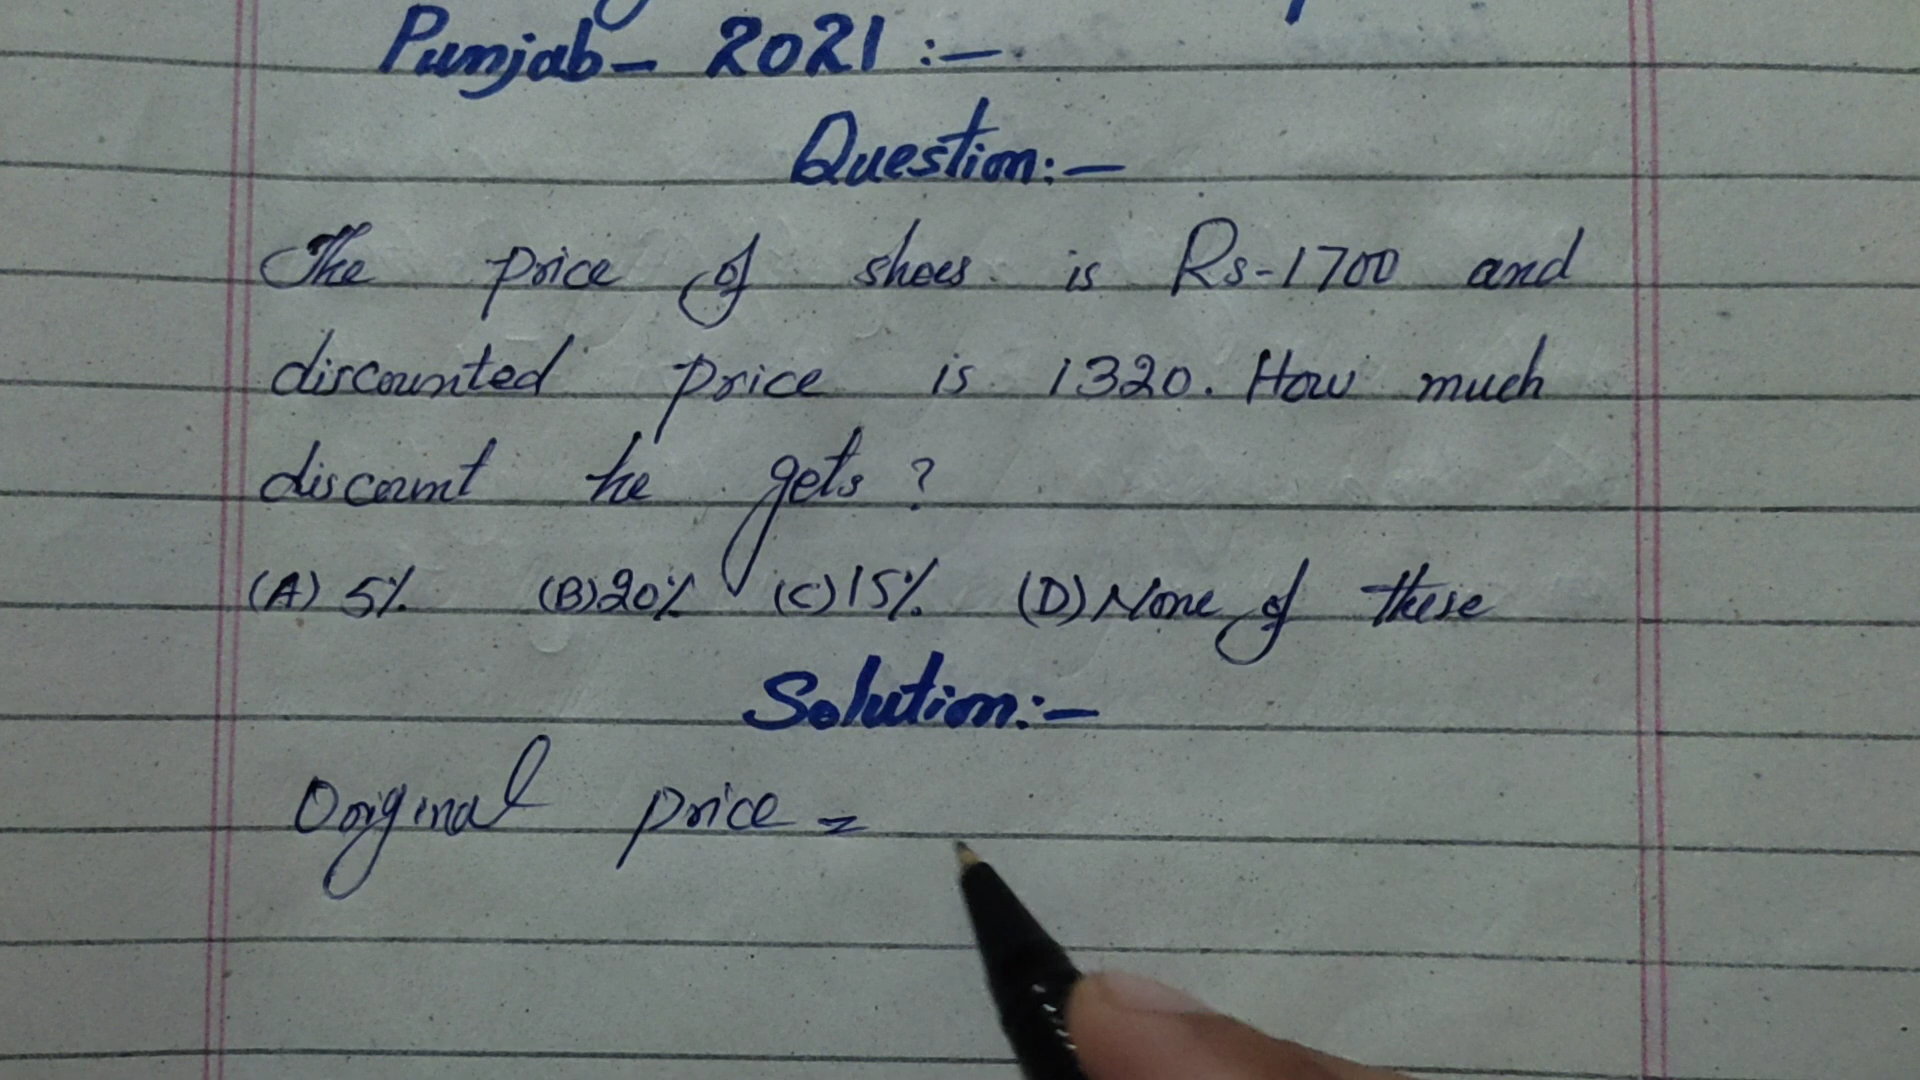 Punjab- 2021 :-
Question:-
The price of shoes is Rs-1700 and
discounted price is 1320. How much
discount he gets?
(A) 5% (B) 20% (C) 15% (D) None of these
Solution:-
Original price =